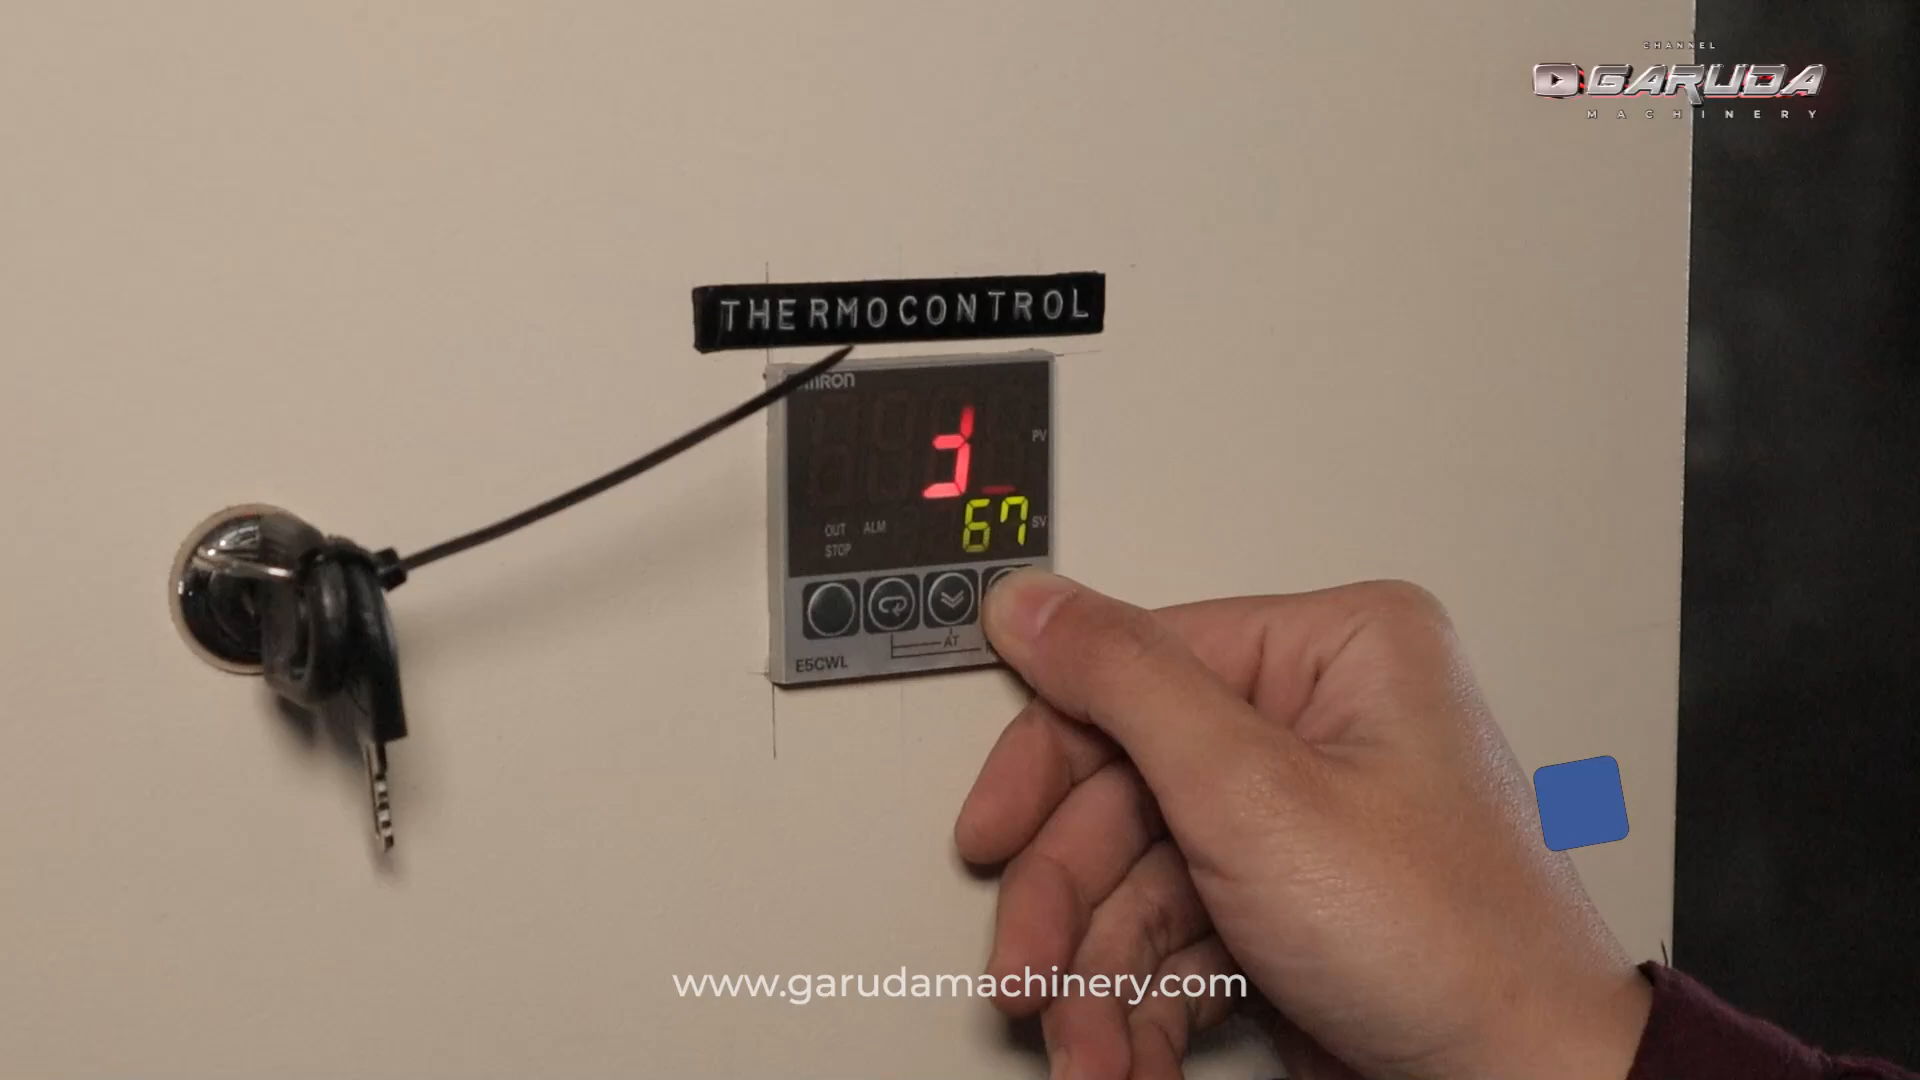 CHANNEL
GARUDA
MACHINERY
THERMOCONTROL
OMRON
PV
67
SV
OUT ALM
STOP
AT
E5CWL
www.garudamachinery.com